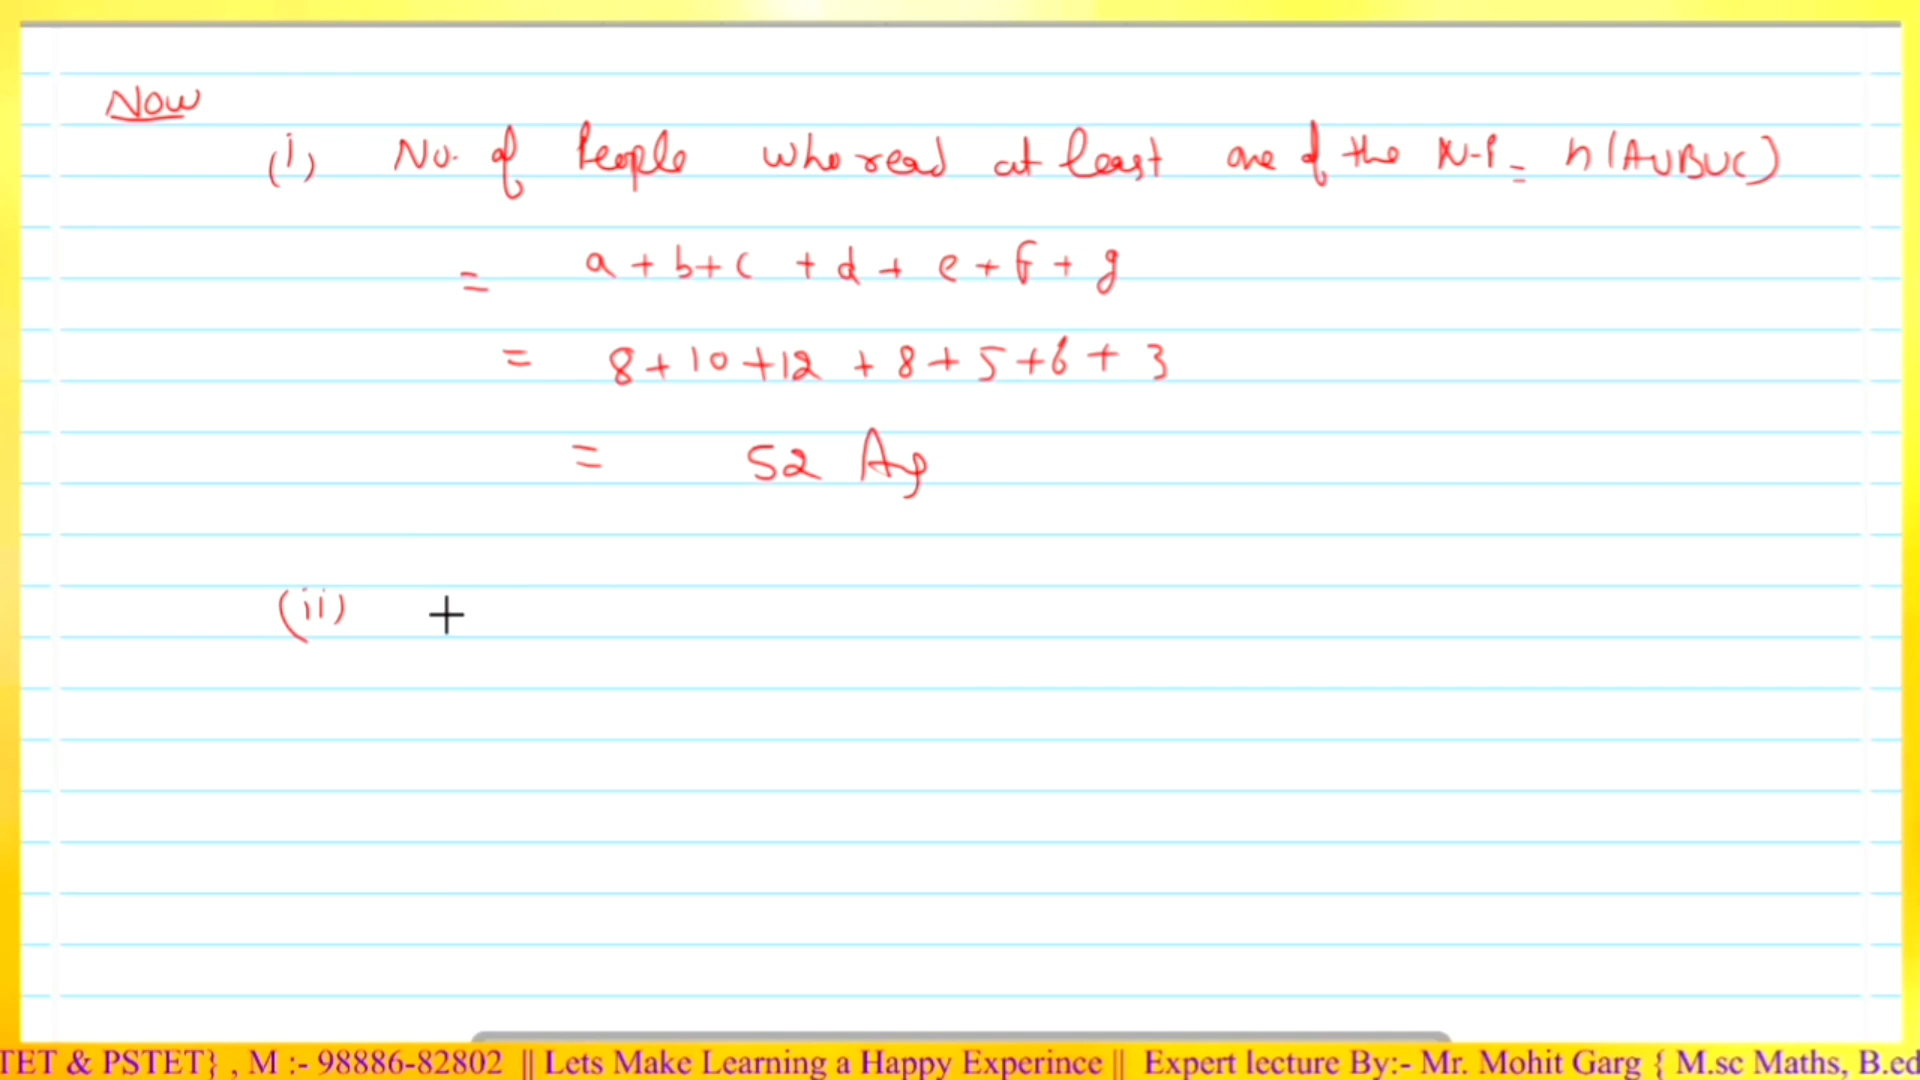 Now
(i) No. of People who read at least one of the N.P. = n(AUBUC)
= a + b + c + d + e + f + g
= 8 + 10 + 12 + 8 + 5 + 6 + 3
= 52
(ii)
TET & PSTET} , M :- 98886-82802 || Lets Make Learning a Happy Experince || Expert lecture By:- Mr. Mohit Garg { M.sc Maths, B.ed